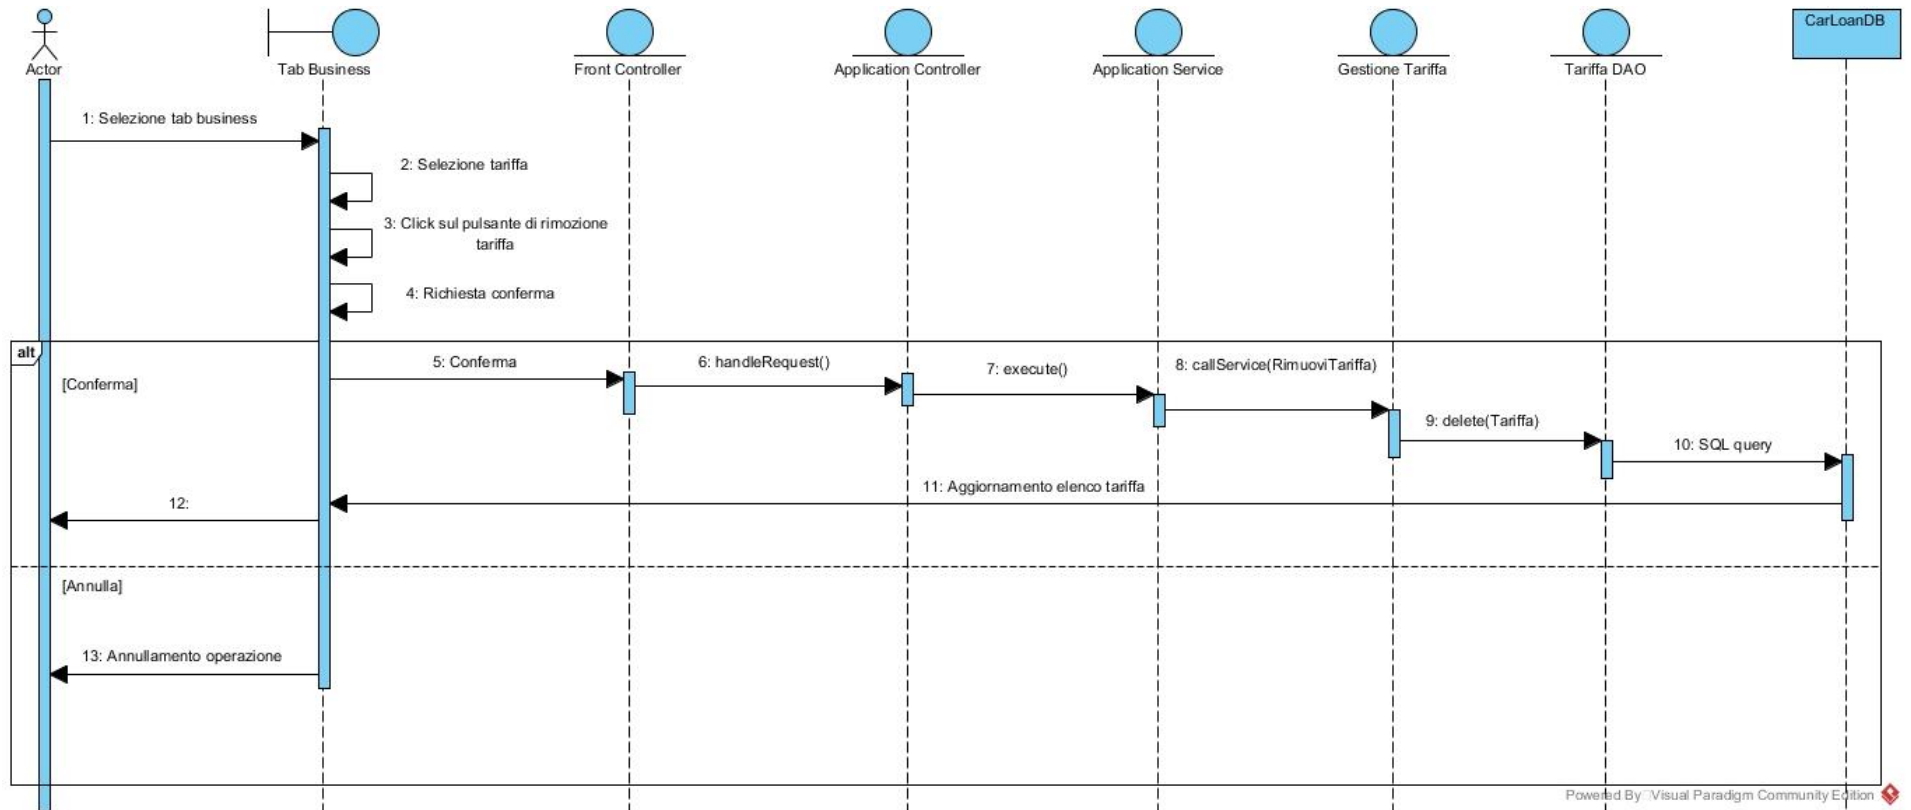 Actor
Tab Business
Front Controller
Application Controller
Application Service
Gestione Tariffa
Tariffa DAO
CarLoanDB
1: Selezione tab business
2: Selezione tariffa
3: Click sul pulsante di rimozione
tariffa
4: Richiesta conferma
alt
[Conferma]
5: Conferma
6: handleRequest()
7: execute()
8: callService(RimuoviTariffa)
9: delete(Tariffa)
10: SQL query
11: Aggiornamento elenco tariffa
12:
[Annulla]
13: Annullamento operazione
Powered By Visual Paradigm Community Edition